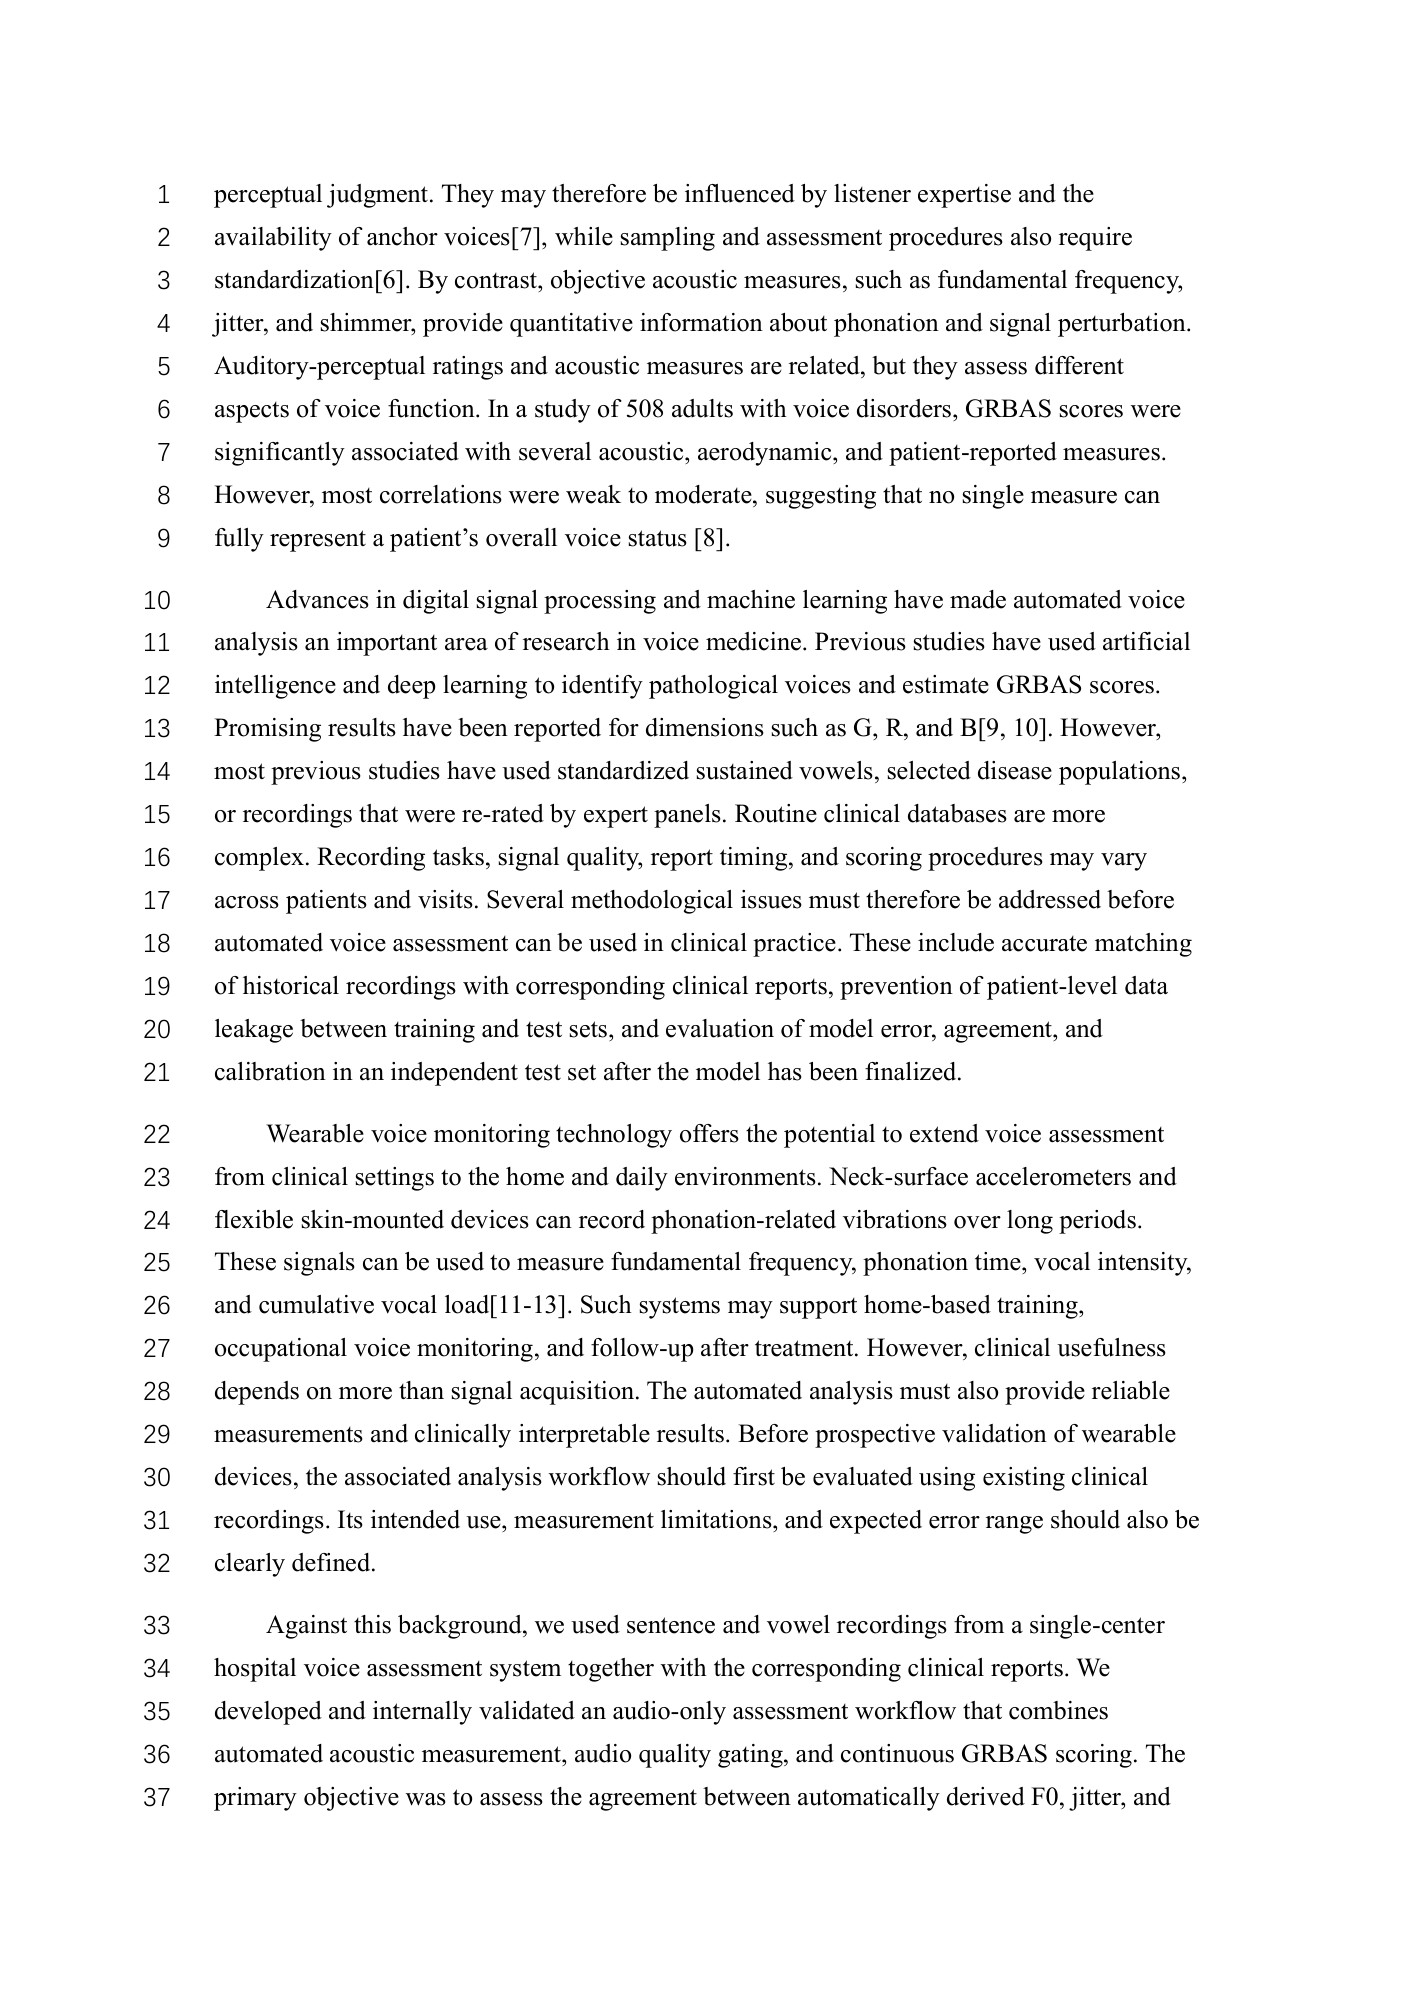 1 perceptual judgment. They may therefore be influenced by listener expertise and the
2 availability of anchor voices[7], while sampling and assessment procedures also require
3 standardization[6]. By contrast, objective acoustic measures, such as fundamental frequency,
4 jitter, and shimmer, provide quantitative information about phonation and signal perturbation.
5 Auditory-perceptual ratings and acoustic measures are related, but they assess different
6 aspects of voice function. In a study of 508 adults with voice disorders, GRBAS scores were
7 significantly associated with several acoustic, aerodynamic, and patient-reported measures.
8 However, most correlations were weak to moderate, suggesting that no single measure can
9 fully represent a patient’s overall voice status [8].
10 Advances in digital signal processing and machine learning have made automated voice
11 analysis an important area of research in voice medicine. Previous studies have used artificial
12 intelligence and deep learning to identify pathological voices and estimate GRBAS scores.
13 Promising results have been reported for dimensions such as G, R, and B[9, 10]. However,
14 most previous studies have used standardized sustained vowels, selected disease populations,
15 or recordings that were re-rated by expert panels. Routine clinical databases are more
16 complex. Recording tasks, signal quality, report timing, and scoring procedures may vary
17 across patients and visits. Several methodological issues must therefore be addressed before
18 automated voice assessment can be used in clinical practice. These include accurate matching
19 of historical recordings with corresponding clinical reports, prevention of patient-level data
20 leakage between training and test sets, and evaluation of model error, agreement, and
21 calibration in an independent test set after the model has been finalized.
22 Wearable voice monitoring technology offers the potential to extend voice assessment
23 from clinical settings to the home and daily environments. Neck-surface accelerometers and
24 flexible skin-mounted devices can record phonation-related vibrations over long periods.
25 These signals can be used to measure fundamental frequency, phonation time, vocal intensity,
26 and cumulative vocal load[11-13]. Such systems may support home-based training,
27 occupational voice monitoring, and follow-up after treatment. However, clinical usefulness
28 depends on more than signal acquisition. The automated analysis must also provide reliable
29 measurements and clinically interpretable results. Before prospective validation of wearable
30 devices, the associated analysis workflow should first be evaluated using existing clinical
31 recordings. Its intended use, measurement limitations, and expected error range should also be
32 clearly defined.
33 Against this background, we used sentence and vowel recordings from a single-center
34 hospital voice assessment system together with the corresponding clinical reports. We
35 developed and internally validated an audio-only assessment workflow that combines
36 automated acoustic measurement, audio quality gating, and continuous GRBAS scoring. The
37 primary objective was to assess the agreement between automatically derived F0, jitter, and